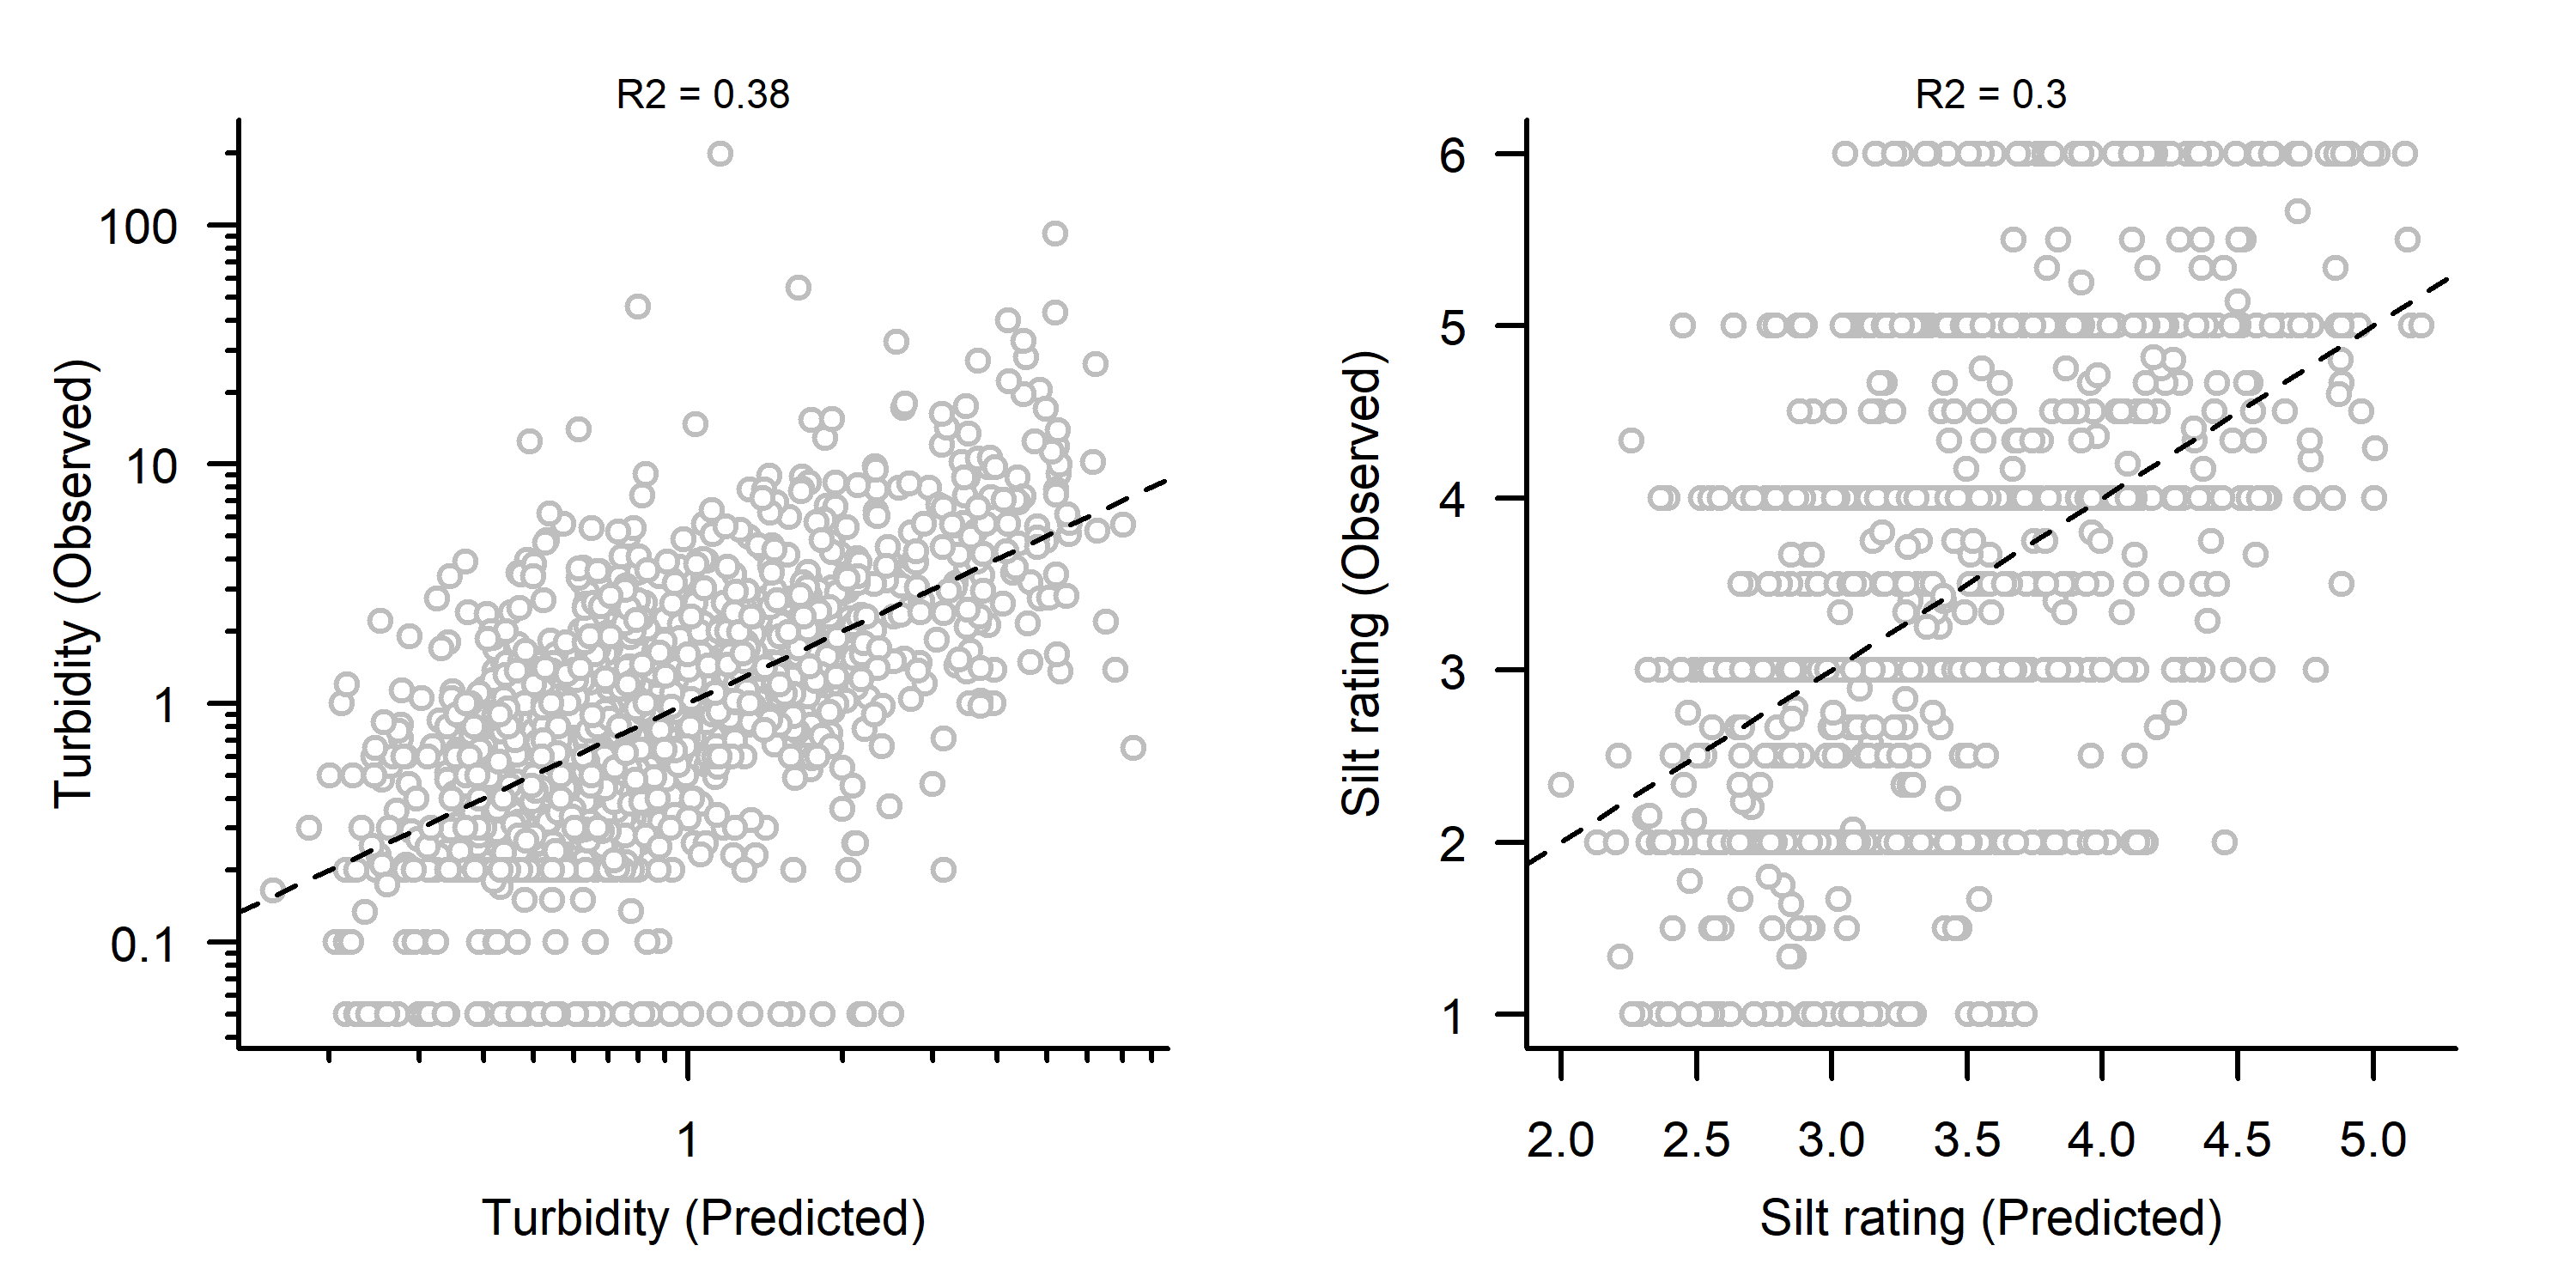 R2 = 0.38
Turbidity (Observed)
100
10
1
0.1
1
Turbidity (Predicted)
R2 = 0.3
Silt rating (Observed)
6
5
4
3
2
1
2.0 2.5 3.0 3.5 4.0 4.5 5.0
Silt rating (Predicted)